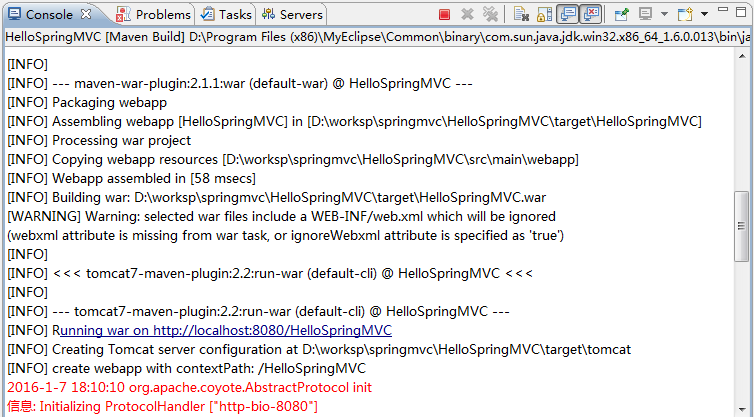 Console Problems Tasks Servers
HelloSpringMVC [Maven Build] D:\Program Files (x86)\MyEclipse\Common\binary\com.sun.java.jdk.win32.x86_64_1.6.0.013\bin\ja
[INFO]
[INFO] --- maven-war-plugin:2.1.1:war (default-war) @ HelloSpringMVC ---
[INFO] Packaging webapp
[INFO] Assembling webapp [HelloSpringMVC] in [D:\worksp\springmvc\HelloSpringMVC\target\HelloSpringMVC]
[INFO] Processing war project
[INFO] Copying webapp resources [D:\worksp\springmvc\HelloSpringMVC\src\main\webapp]
[INFO] Webapp assembled in [58 msecs]
[INFO] Building war: D:\worksp\springmvc\HelloSpringMVC\target\HelloSpringMVC.war
[WARNING] Warning: selected war files include a WEB-INF/web.xml which will be ignored
(webxml attribute is missing from war task, or ignoreWebxml attribute is specified as 'true')
[INFO]
[INFO] <<< tomcat7-maven-plugin:2.2:run-war (default-cli) @ HelloSpringMVC <<<
[INFO]
[INFO] --- tomcat7-maven-plugin:2.2:run-war (default-cli) @ HelloSpringMVC ---
[INFO] Running war on http://localhost:8080/HelloSpringMVC
[INFO] Creating Tomcat server configuration at D:\worksp\springmvc\HelloSpringMVC\target\tomcat
[INFO] create webapp with contextPath: /HelloSpringMVC
2016-1-7 18:10:10 org.apache.coyote.AbstractProtocol init
信息: Initializing ProtocolHandler ["http-bio-8080"]